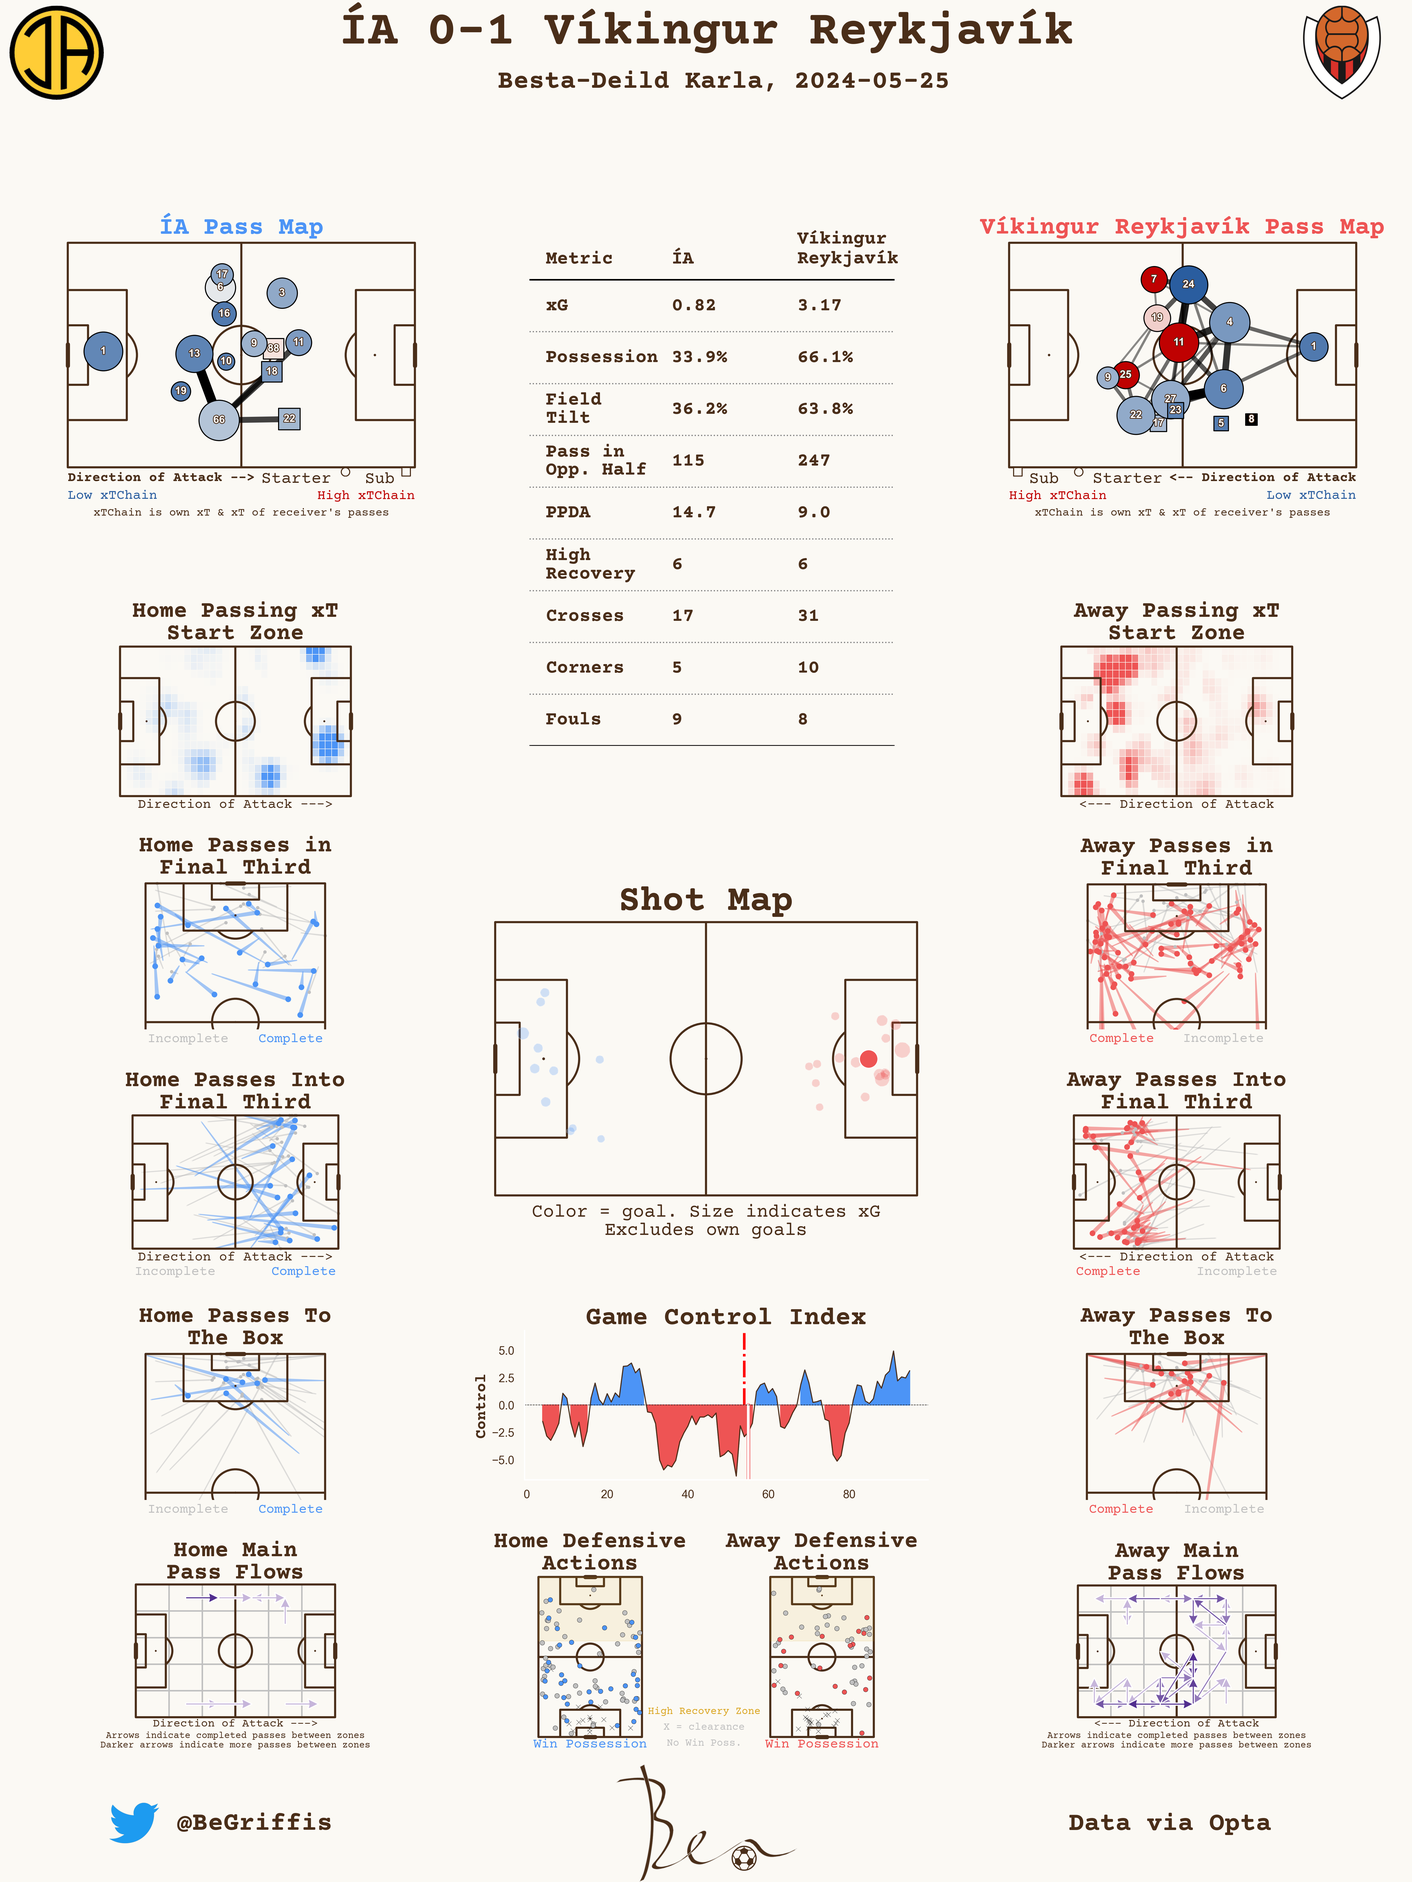 ÍA 0-1 Víkingur Reykjavík
Besta-Deild Karla, 2024-05-25
ÍA Pass Map
17
6
3
16
1
13
9
88
11
10
18
19
66
22
Direction of Attack --> Starter Sub
Low xTChain High xTChain
xTChain is own xT & xT of receiver's passes
Metric ÍA Víkingur
Reykjavík
xG 0.82 3.17
Possession 33.9% 66.1%
Field
Tilt 36.2% 63.8%
Pass in
Opp. Half 115 247
PPDA 14.7 9.0
High
Recovery 6 6
Crosses 17 31
Corners 5 10
Fouls 9 8
Víkingur Reykjavík Pass Map
7
24
19
4
11
1
25
9
6
27
22
23
17
5
8
Sub Starter <-- Direction of Attack
High xTChain Low xTChain
xTChain is own xT & xT of receiver's passes
Home Passing xT
Start Zone
Direction of Attack --->
Away Passing xT
Start Zone
<--- Direction of Attack
Home Passes in
Final Third
Incomplete Complete
Away Passes in
Final Third
Complete Incomplete
Shot Map
Color = goal. Size indicates xG
Excludes own goals
Home Passes Into
Final Third
Direction of Attack --->
Incomplete Complete
Away Passes Into
Final Third
<--- Direction of Attack
Complete Incomplete
Home Passes To
The Box
Incomplete Complete
Game Control Index
Control
5.0
2.5
0.0
−2.5
−5.0
0 20 40 60 80
Away Passes To
The Box
Complete Incomplete
Home Main
Pass Flows
Direction of Attack --->
Arrows indicate completed passes between zones
Darker arrows indicate more passes between zones
Home Defensive
Actions
Win Possession
Away Defensive
Actions
Win Possession
High Recovery Zone
X = clearance
No Win Poss.
Away Main
Pass Flows
<--- Direction of Attack
Arrows indicate completed passes between zones
Darker arrows indicate more passes between zones
@BeGriffis
Ben
Data via Opta